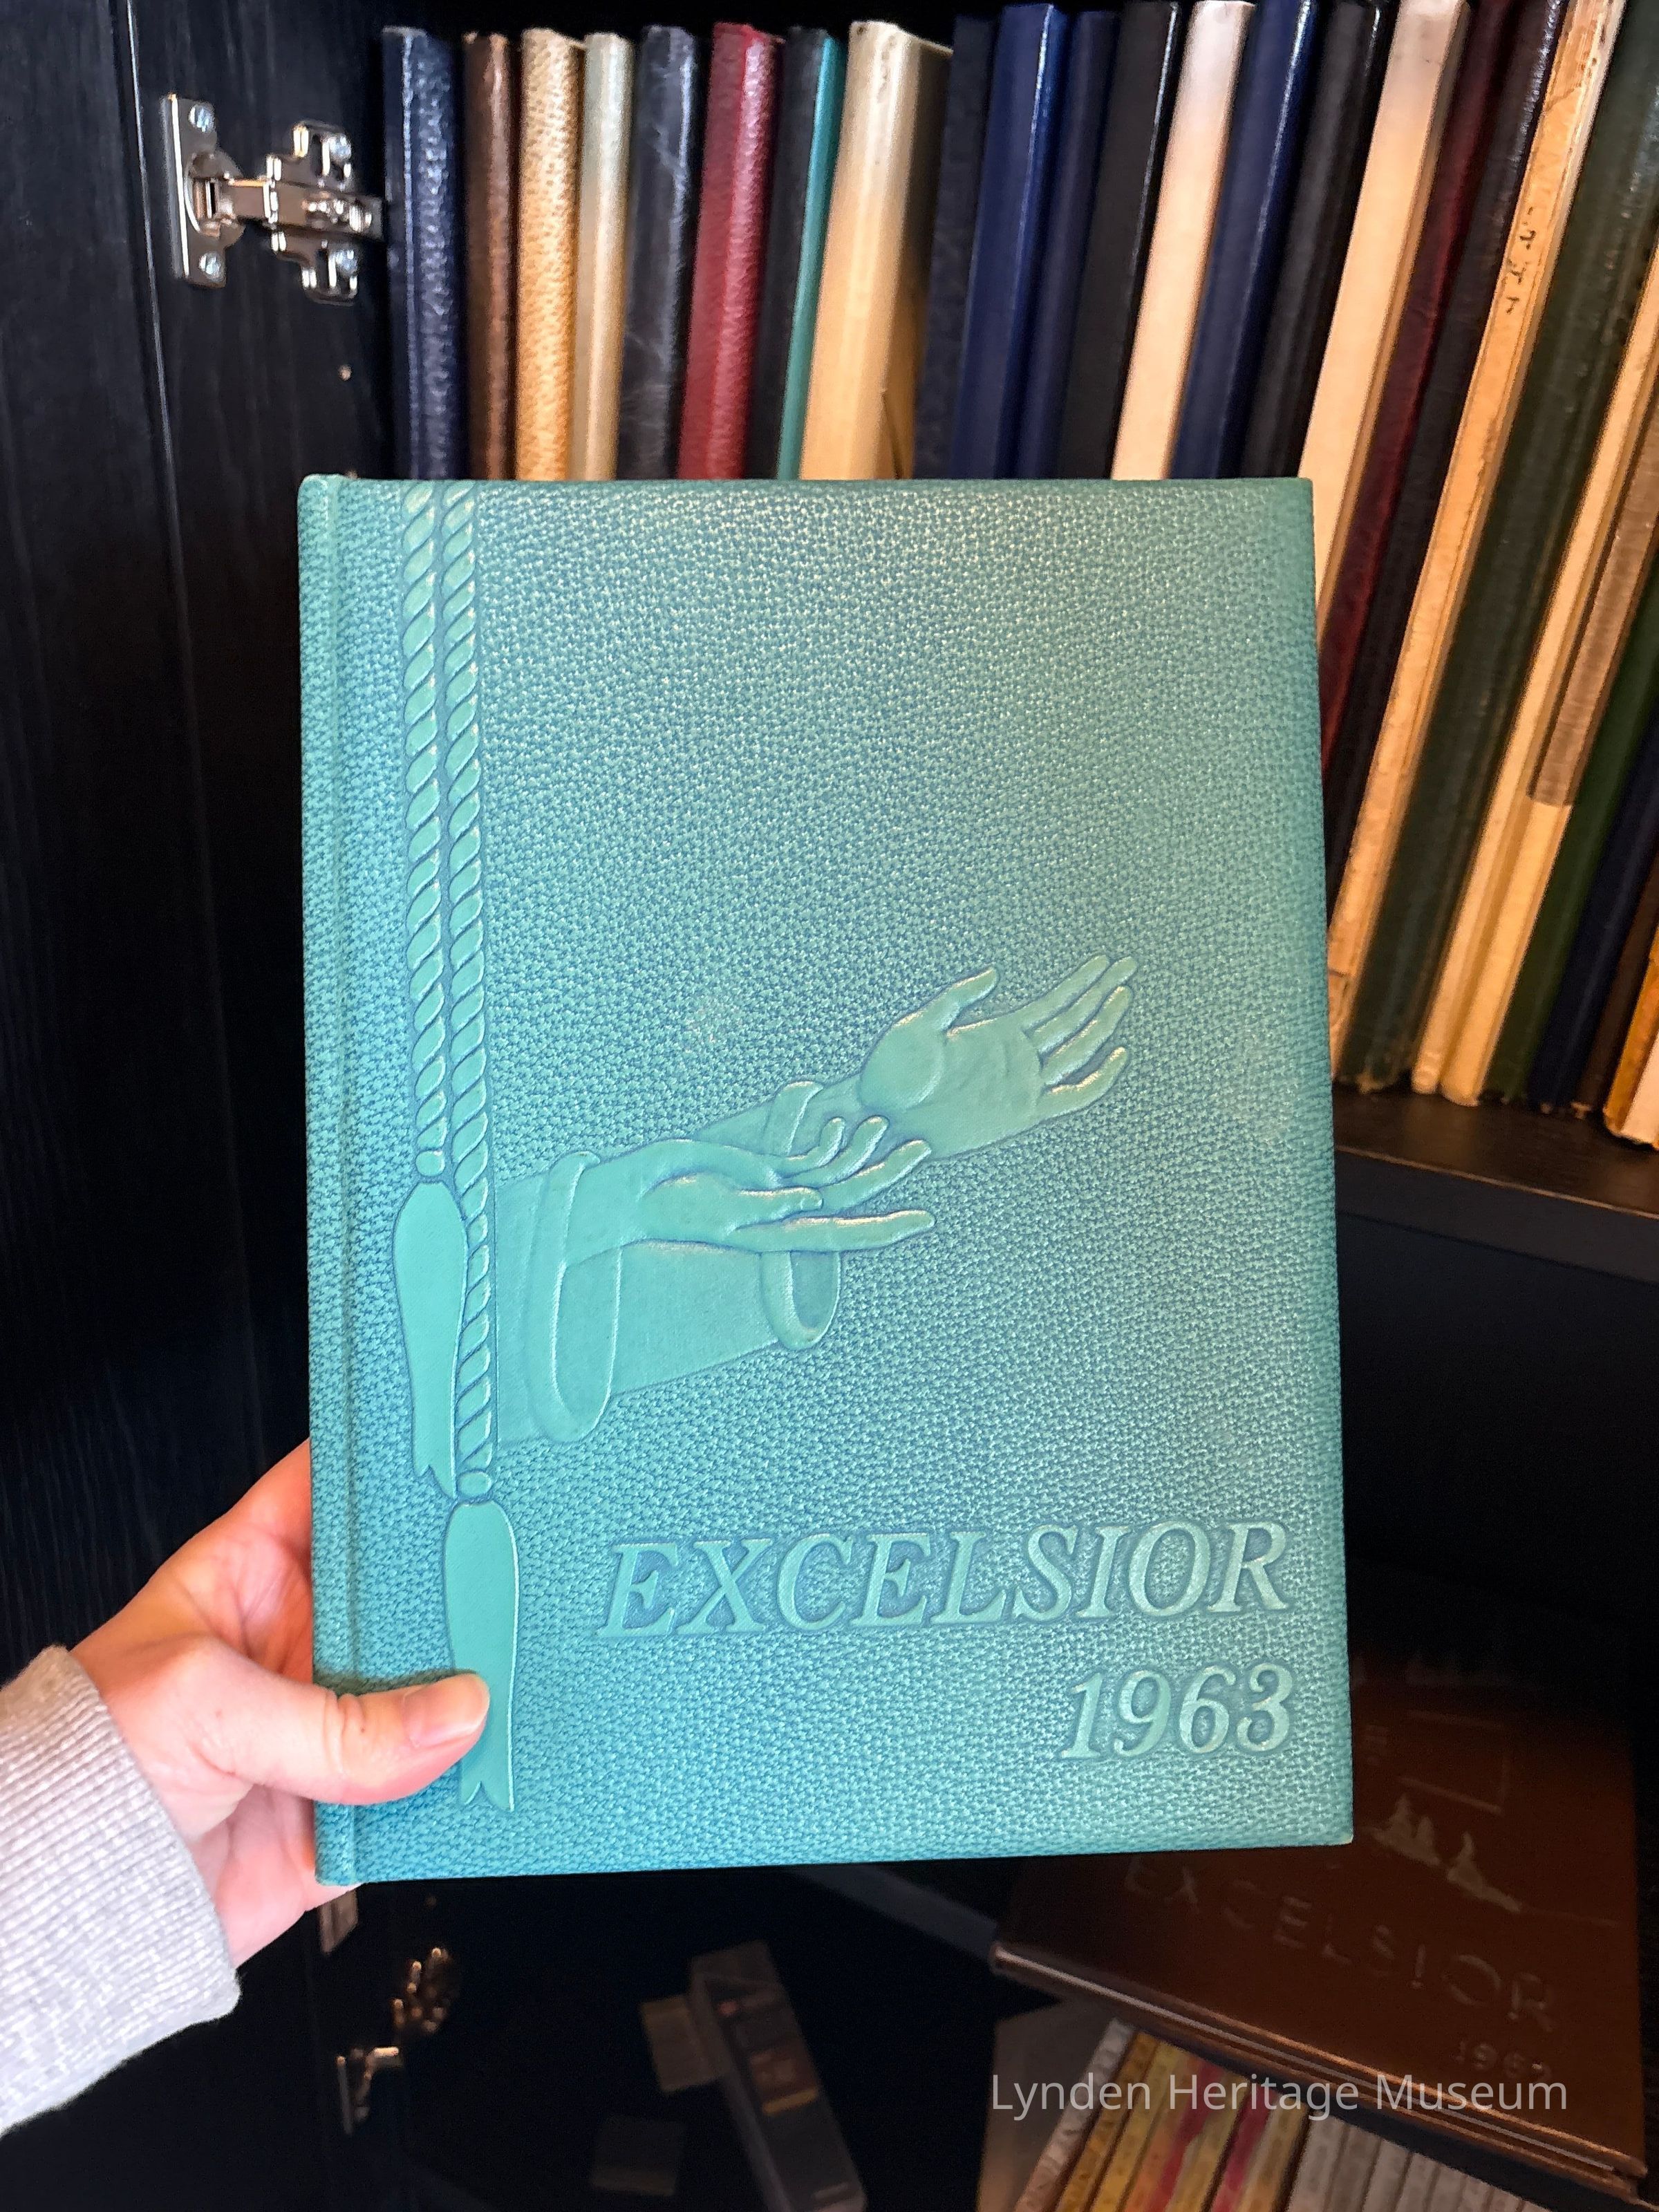 EXCELSIOR
1963
EXCELSIOR
Lynden Heritage Museum